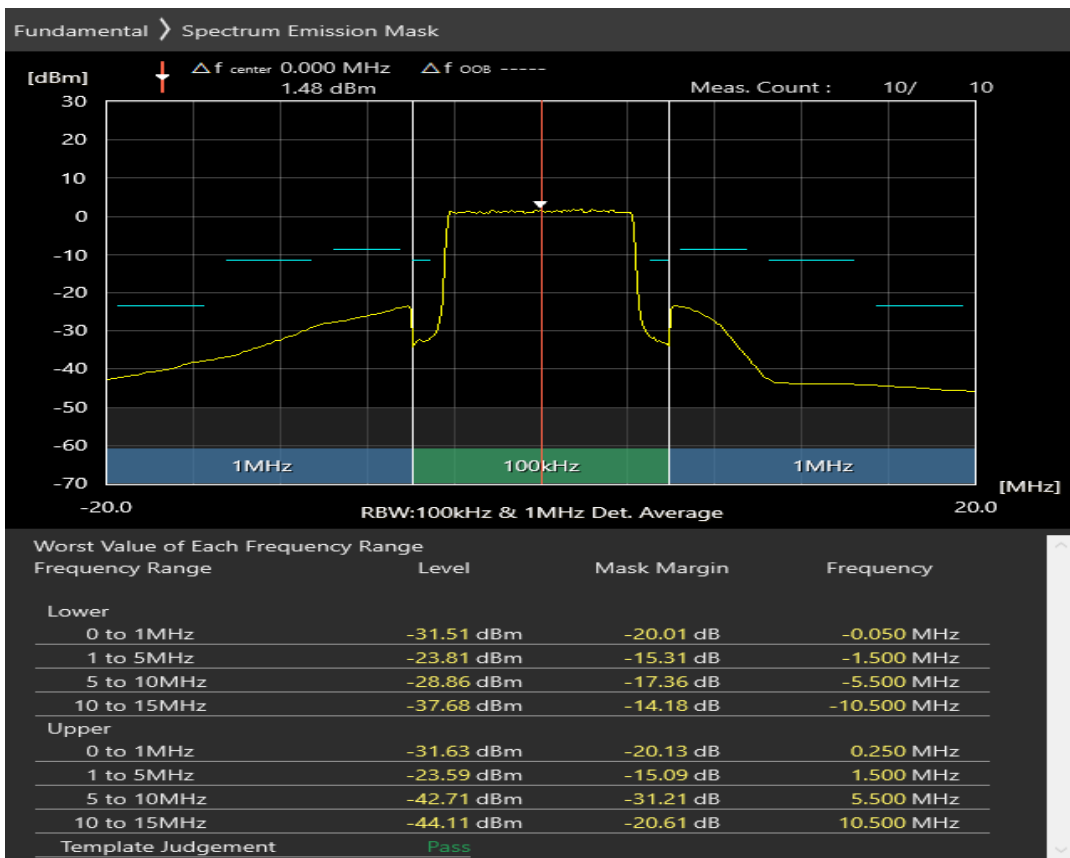 Fundamental 〉 Spectrum Emission Mask
[dBm] △f center 0.000 MHz △f OOB -----
1.48 dBm Meas. Count : 10/ 10
30
20
10
0
-10
-20
-30
-40
-50
-60
-70
1MHz 100kHz 1MHz
[MHz]
-20.0 RBW:100kHz & 1MHz Det. Average 20.0
Worst Value of Each Frequency Range
Frequency Range Level Mask Margin Frequency
Lower
0 to 1MHz -31.51 dBm -20.01 dB -0.050 MHz
1 to 5MHz -23.81 dBm -15.31 dB -1.500 MHz
5 to 10MHz -28.86 dBm -17.36 dB -5.500 MHz
10 to 15MHz -37.68 dBm -14.18 dB -10.500 MHz
Upper
0 to 1MHz -31.63 dBm -20.13 dB 0.250 MHz
1 to 5MHz -23.59 dBm -15.09 dB 1.500 MHz
5 to 10MHz -42.71 dBm -31.21 dB 5.500 MHz
10 to 15MHz -44.11 dBm -20.61 dB 10.500 MHz
Template Judgement Pass